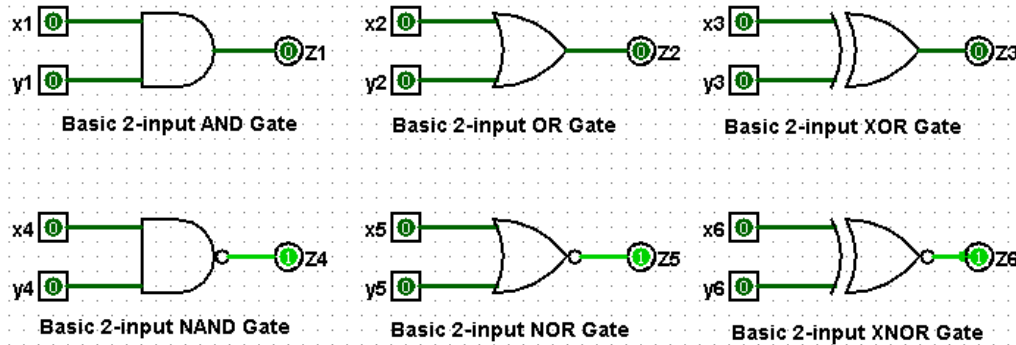 x1 0 0 Z1
y1 0
Basic 2-input AND Gate
x2 0 0 Z2
y2 0
Basic 2-input OR Gate
x3 0 0 Z3
y3 0
Basic 2-input XOR Gate
x4 0 1 Z4
y4 0
Basic 2-input NAND Gate
x5 0 1 Z5
y5 0
Basic 2-input NOR Gate
x6 0 1 Z6
y6 0
Basic 2-input XNOR Gate